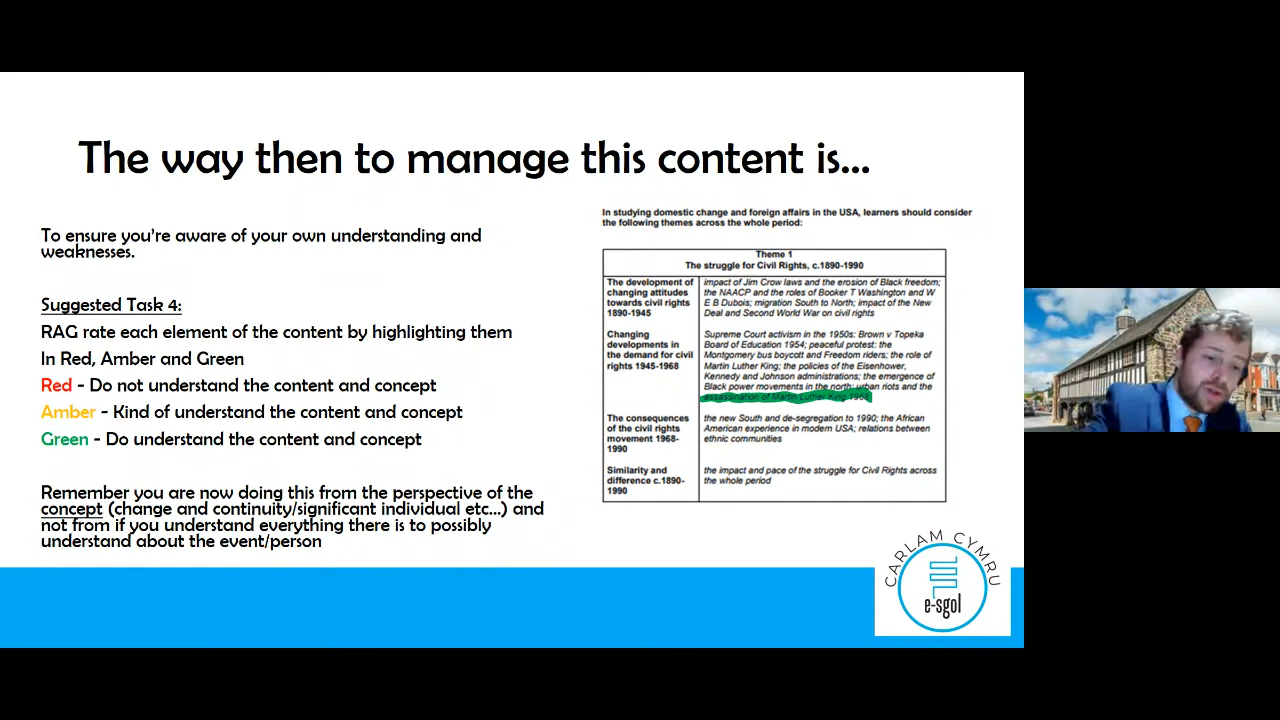 The way then to manage this content is...
To ensure you're aware of your own understanding and
weaknesses.
Suggested Task 4:
RAG rate each element of the content by highlighting them
In Red, Amber and Green
Red - Do not understand the content and concept
Amber - Kind of understand the content and concept
Green - Do understand the content and concept
Remember you are now doing this from the perspective of the
concept (change and continuity/significant individual etc...) and
not from if you understand everything there is to possibly
understand about the event/person
In studying domestic change and foreign affairs in the USA, learners should consider
the following themes across the whole period:
Theme 1
The struggle for Civil Rights, c.1890-1990
The development of
changing attitudes
towards civil rights
1890-1945
impact of Jim Crow laws and the erosion of Black freedom;
the NAACP and the roles of Booker T Washington and W
E B Dubois; migration South to North; impact of the New
Deal and Second World War on civil rights
Changing
developments in
the demand for civil
rights 1945-1968
Supreme Court activism in the 1950s: Brown v Topeka
Board of Education 1954; peaceful protest: the
Montgomery bus boycott and Freedom riders; the role of
Martin Luther King; the policies of the Eisenhower,
Kennedy and Johnson administrations; the emergence of
Black power movements in the north; urban riots and the
assassination of Martin Luther King 1968
The consequences
of the civil rights
movement 1968-
1990
the new South and de-segregation to 1990; the African
American experience in modern USA; relations between
ethnic communities
Similarity and
difference c.1890-
1990
the impact and pace of the struggle for Civil Rights across
the whole period
CARLAM CYMRU
e-sgol